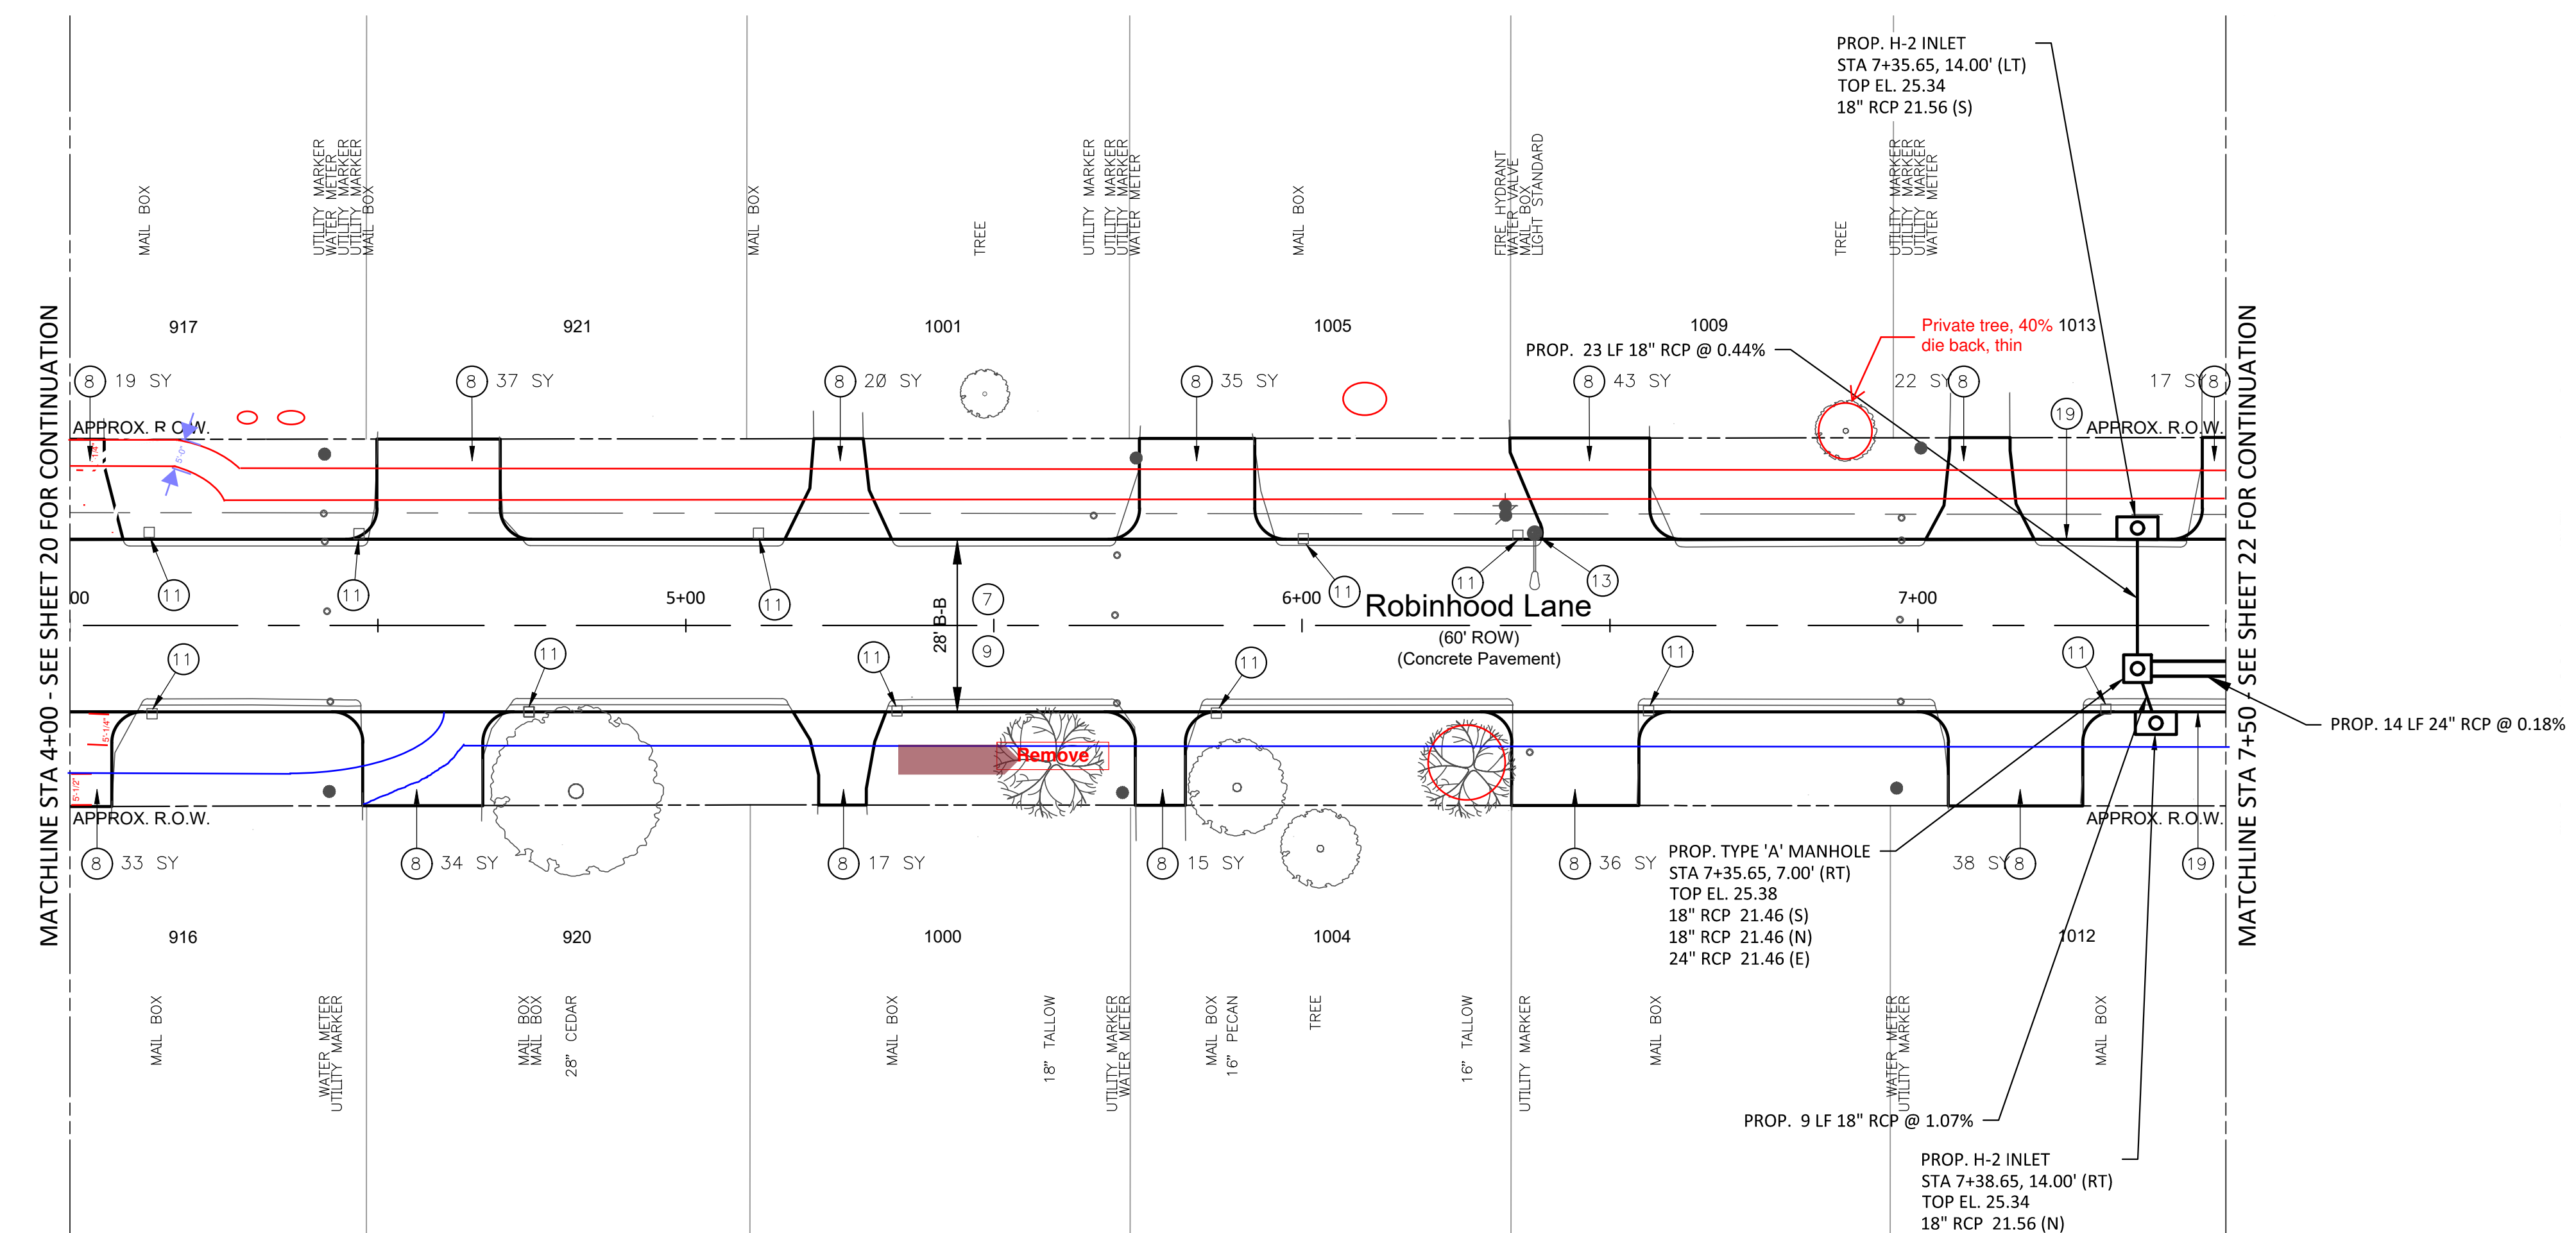 PROP. H-2 INLET
STA 7+35.65, 14.00' (LT)
TOP EL. 25.34
18" RCP 21.56 (S)
MAIL BOX
UTILITY MARKER
WATER METER
UTILITY MARKER
UTILITY MARKER
MAIL BOX
MAIL BOX
TREE
UTILITY MARKER
UTILITY MARKER
UTILITY MARKER
WATER METER
MAIL BOX
FIRE HYDRANT
WATER VALVE
MAIL BOX
LIGHT STANDARD
TREE
UTILITY MARKER
UTILITY MARKER
UTILITY MARKER
WATER METER
917
921
1001
1005
1009
Private tree, 40%
die back, thin
1013
PROP. 23 LF 18" RCP @ 0.44%
8 19 SY
8 37 SY
8 20 SY
8 35 SY
8 43 SY
22 SY 8
17 SY 8
19
APPROX. R.O.W.
APPROX. R.O.W.
5'-0"
MATCHLINE STA 4+00 - SEE SHEET 20 FOR CONTINUATION
MATCHLINE STA 7+50 - SEE SHEET 22 FOR CONTINUATION
11
11
11
11
11
13
00
5+00
6+00
7+00
7
9
28' B-B
Robinhood Lane
(60' ROW)
(Concrete Pavement)
11
11
11
11
11
11
PROP. 14 LF 24" RCP @ 0.18%
5'-1/4"
5'-1/2"
Remove
APPROX. R.O.W.
APPROX. R.O.W.
8 33 SY
8 34 SY
8 17 SY
8 15 SY
8 36 SY
38 SY 8
19
PROP. TYPE 'A' MANHOLE
STA 7+35.65, 7.00' (RT)
TOP EL. 25.38
18" RCP 21.46 (S)
18" RCP 21.46 (N)
24" RCP 21.46 (E)
916
920
1000
1004
1012
MAIL BOX
WATER METER
UTILITY MARKER
MAIL BOX
MAIL BOX
28" CEDAR
MAIL BOX
18" TALLOW
UTILITY MARKER
WATER METER
MAIL BOX
16" PECAN
TREE
16" TALLOW
UTILITY MARKER
MAIL BOX
WATER METER
UTILITY MARKER
MAIL BOX
PROP. 9 LF 18" RCP @ 1.07%
PROP. H-2 INLET
STA 7+38.65, 14.00' (RT)
TOP EL. 25.34
18" RCP 21.56 (N)